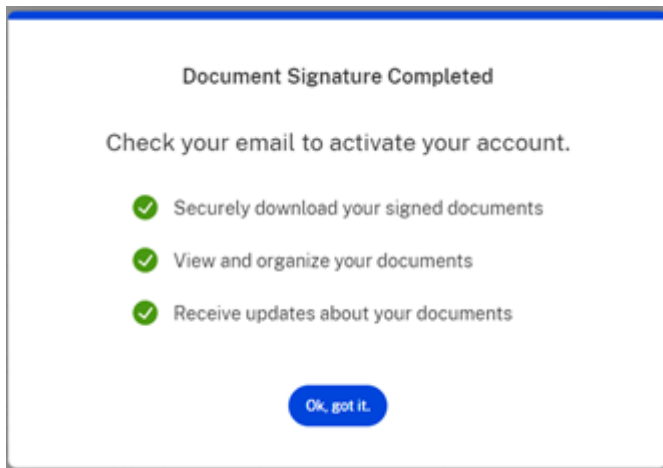 Document Signature Completed
Check your email to activate your account.
Securely download your signed documents
View and organize your documents
Receive updates about your documents
Ok, got it.